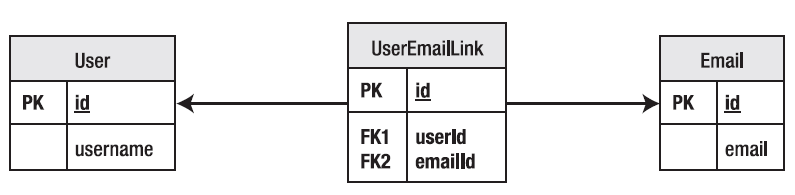 User
PK id
username
UserEmailLink
PK id
FK1 userId
FK2 emailId
Email
PK id
email